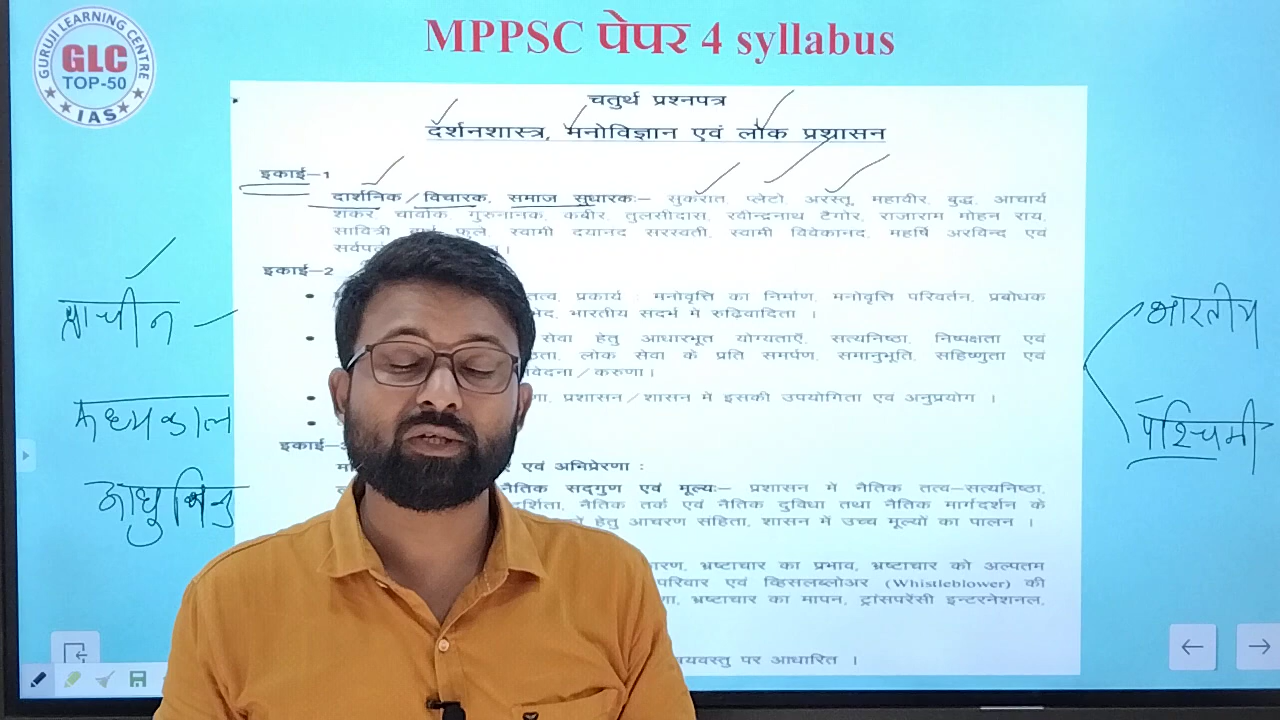 MPPSC पेपर 4 syllabus
GURUJI LEARNING CENTRE
GLC
TOP-50
IAS
चतुर्थ प्रश्नपत्र
दर्शनशास्त्र, मनोविज्ञान एवं लोक प्रशासन
इकाई–1
दार्शनिक/विचारक, समाज सुधारकः– सुकरात प्लेटो, अरस्तू, महावीर, बुद्ध, आचार्य
शंकर, चार्वाक, गुरुनानक, कबीर, तुलसीदास, रवीन्द्रनाथ टैगोर, राजाराम मोहन राय,
सावित्री फुले, स्वामी दयानंद सरस्वती, स्वामी विवेकानंद, महर्षि अरविन्द एवं
इकाई–2
तत्व, प्रकार्य : मनोवृत्ति का निर्माण, मनोवृत्ति परिवर्तन, प्रबोधक
भारतीय संदर्भ में रुढ़िवादिता ।
सेवा हेतु आधारभूत योग्यताएँ, सत्यनिष्ठा, निष्पक्षता एवं
लोक सेवा के प्रति समर्पण, समानुभूति, सहिष्णुता एवं
/करुणा।
प्रशासन/शासन में इसकी उपयोगिता एवं अनुप्रयोग ।
एवं अभिप्रेरणा :
नैतिक सद्गुण एवं मूल्यः– प्रशासन में नैतिक तत्व–सत्यनिष्ठा,
नैतिक तर्क एवं नैतिक दुविधा तथा नैतिक मार्गदर्शन के
हेतु आचरण संहिता, शासन में उच्च मूल्यों का पालन ।
भ्रष्टाचार का प्रभाव, भ्रष्टाचार को अल्पतम
परिवार एवं व्हिसलब्लोअर (Whistleblower) की
भ्रष्टाचार का मापन, ट्रांसपरेंसी इन्टरनेशनल,
पर आधारित ।
प्राचीन
मध्यकाल
भारतीय
पश्चिमी